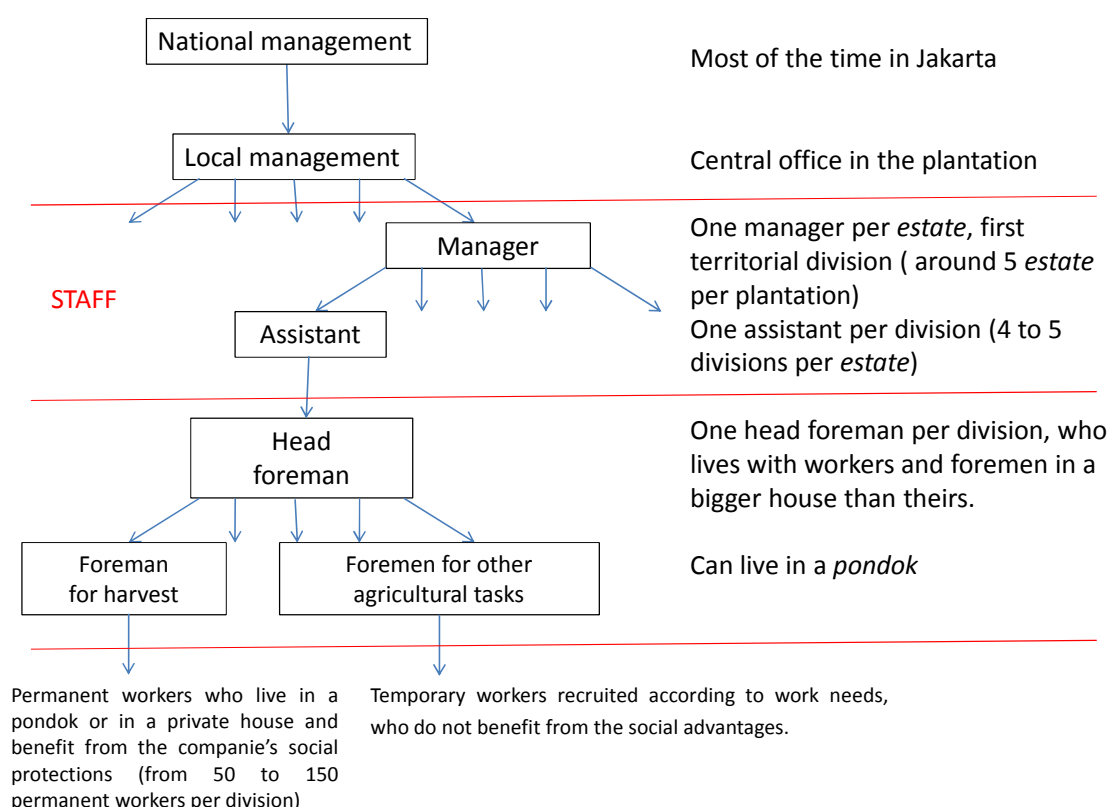 National management
Most of the time in Jakarta
Local management
Central office in the plantation
One manager per estate, first
territorial division ( around 5 estate
per plantation)
Manager
STAFF
Assistant
One assistant per division (4 to 5
divisions per estate)
Head
foreman
One head foreman per division, who
lives with workers and foremen in a
bigger house than theirs.
Foreman
for harvest
Foremen for other
agricultural tasks
Can live in a pondok
Permanent workers who live in a
pondok or in a private house and
benefit from the companie’s social
protections (from 50 to 150
permanent workers per division)
Temporary workers recruited according to work needs,
who do not benefit from the social advantages.